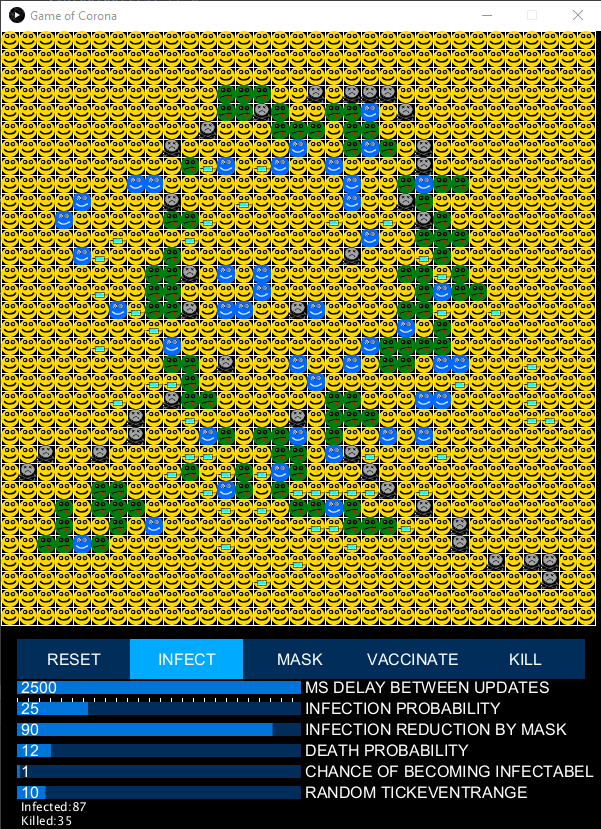 Game of Corona
RESET INFECT MASK VACCINATE KILL
2500 MS DELAY BETWEEN UPDATES
25 INFECTION PROBABILITY
90 INFECTION REDUCTION BY MASK
12 DEATH PROBABILITY
1 CHANCE OF BECOMING INFECTABEL
10 RANDOM TICKEVENTRANGE
Infected:87
Killed:35